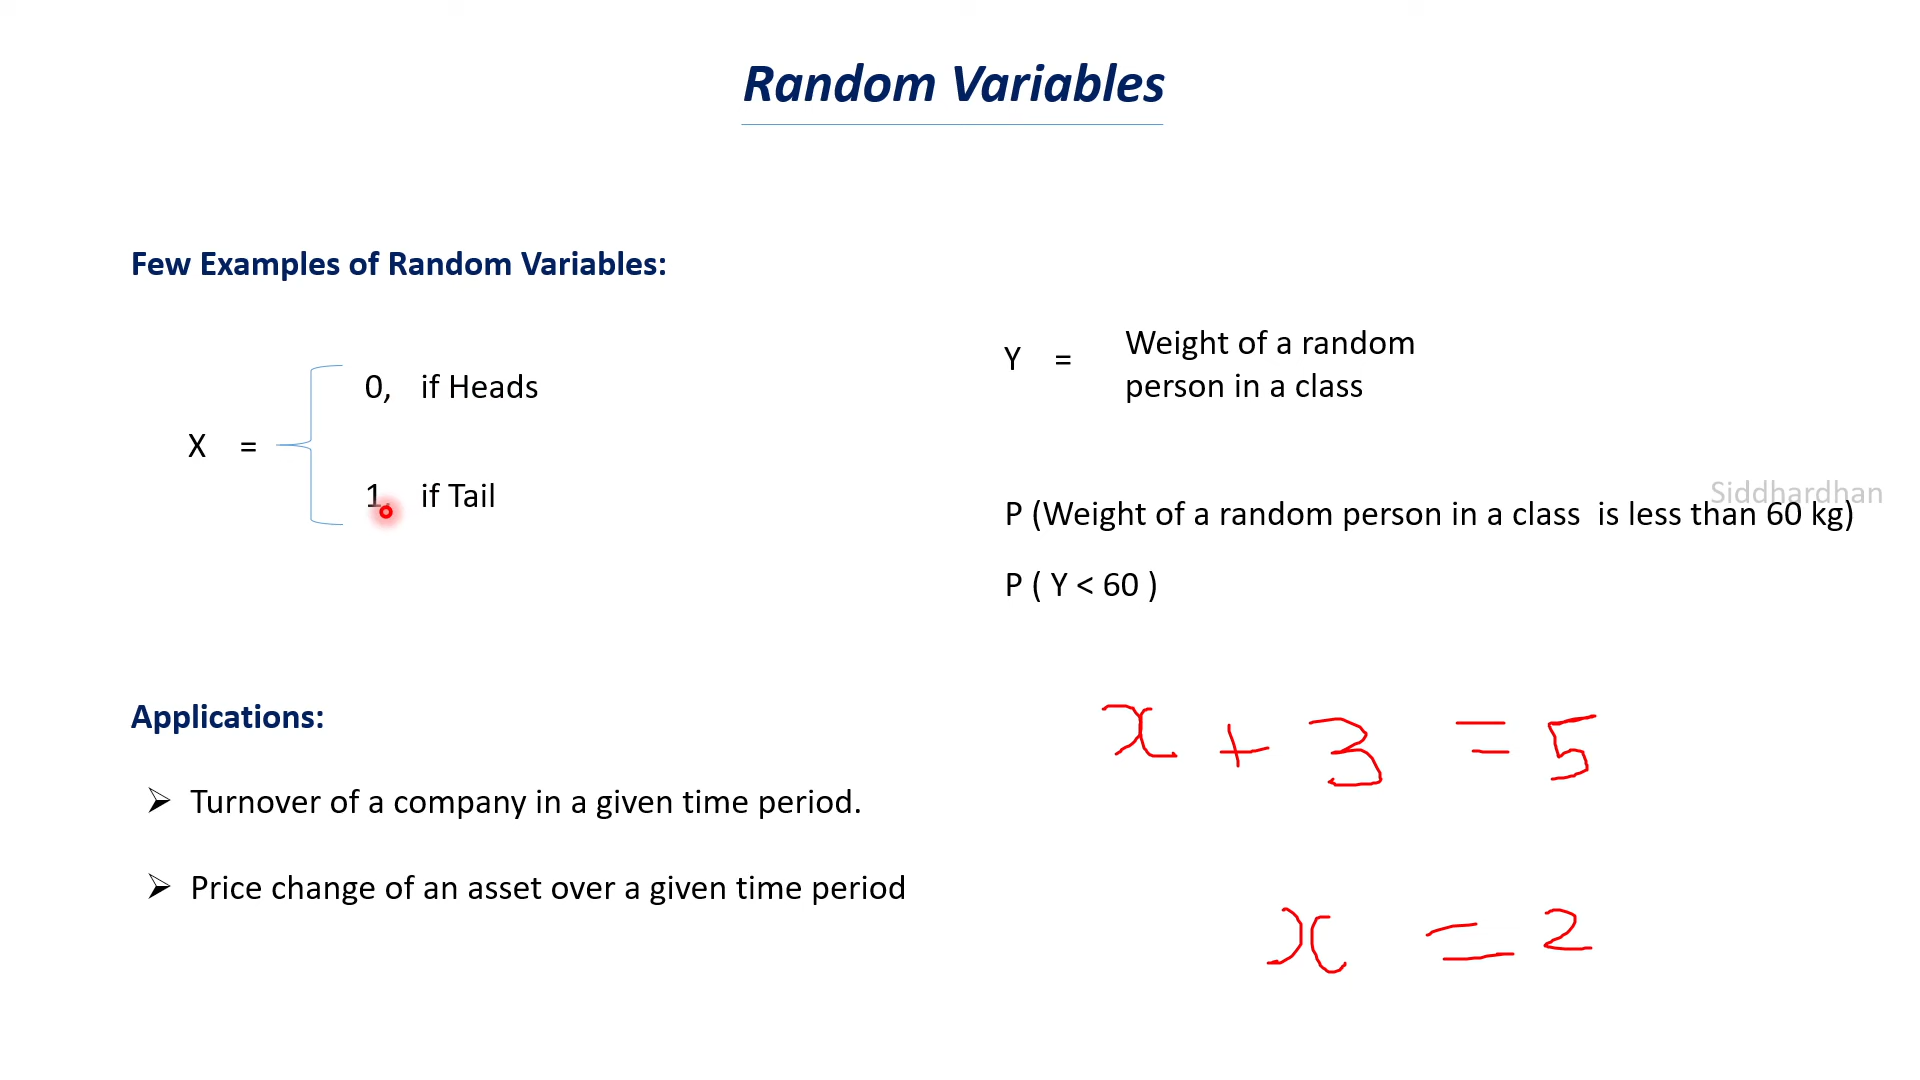 Random Variables
Few Examples of Random Variables:
X =
0, if Heads
1, if Tail
Y =
Weight of a random
person in a class
Siddhardhan
P (Weight of a random person in a class is less than 60 kg)
P ( Y < 60 )
Applications:
➢ Turnover of a company in a given time period.
➢ Price change of an asset over a given time period
x + 3 = 5
x = 2